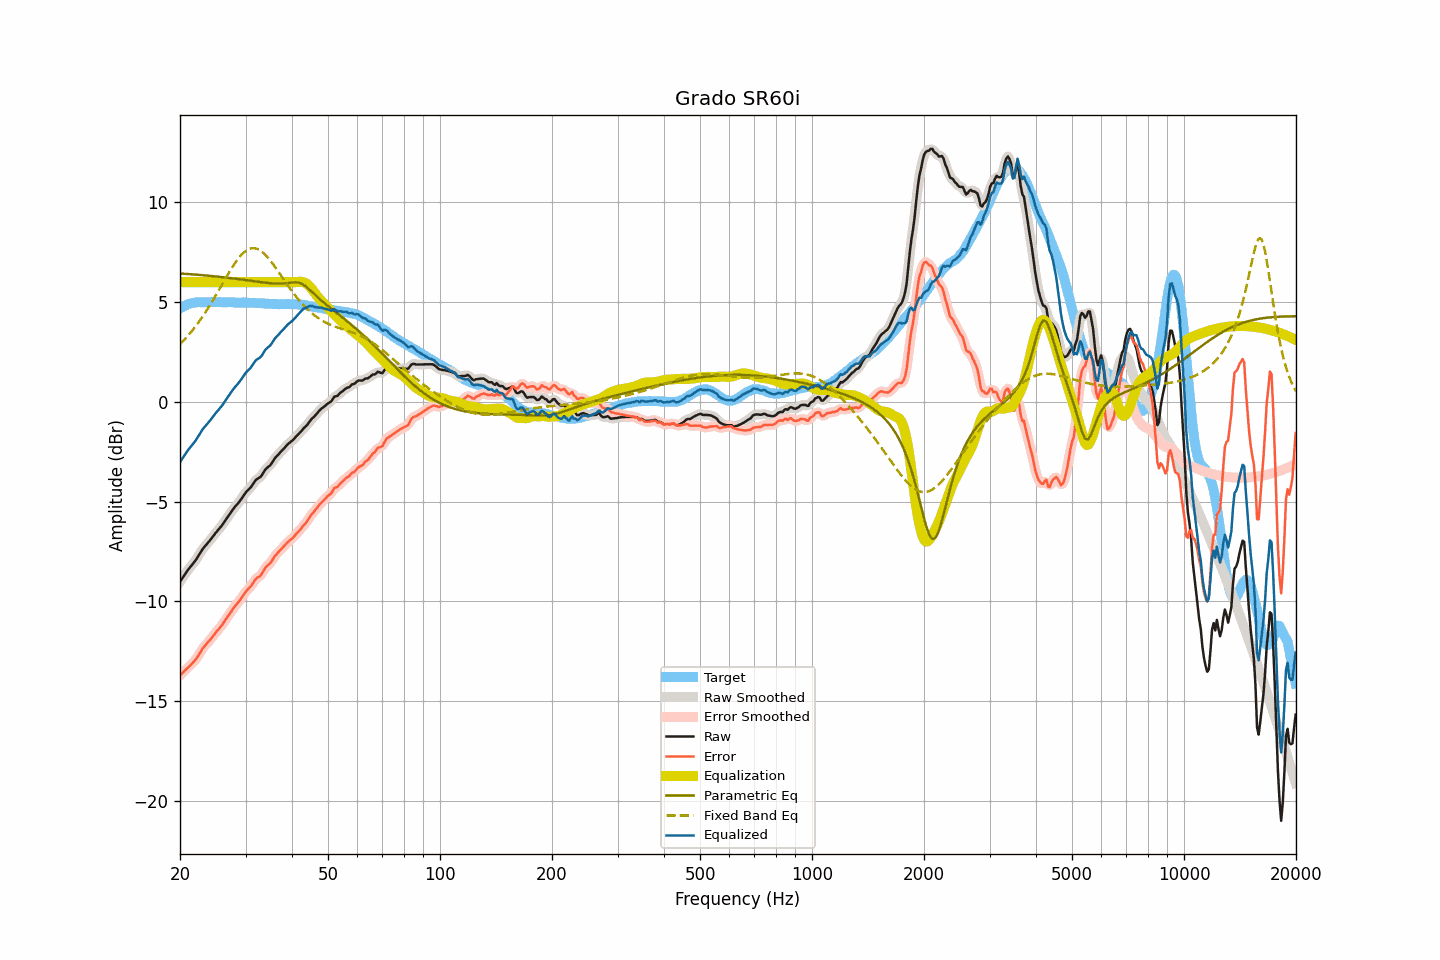 Grado SR60i
Amplitude (dBr)
10
5
0
−5
−10
−15
−20
Target
Raw Smoothed
Error Smoothed
Raw
Error
Equalization
Parametric Eq
Fixed Band Eq
Equalized
20 50 100 200 500 1000 2000 5000 10000 20000
Frequency (Hz)